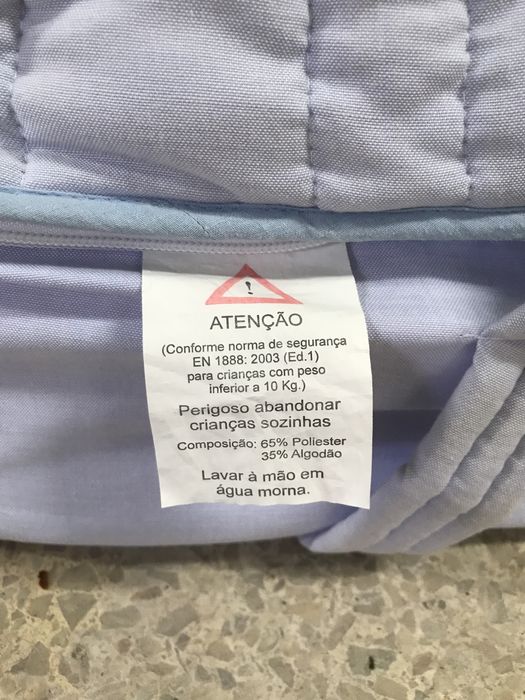 !
ATENÇÃO
(Conforme norma de segurança
EN 1888: 2003 (Ed.1)
para crianças com peso
inferior a 10 Kg.)
Perigoso abandonar
crianças sozinhas
Composição: 65% Poliester
35% Algodão
Lavar à mão em
água morna.